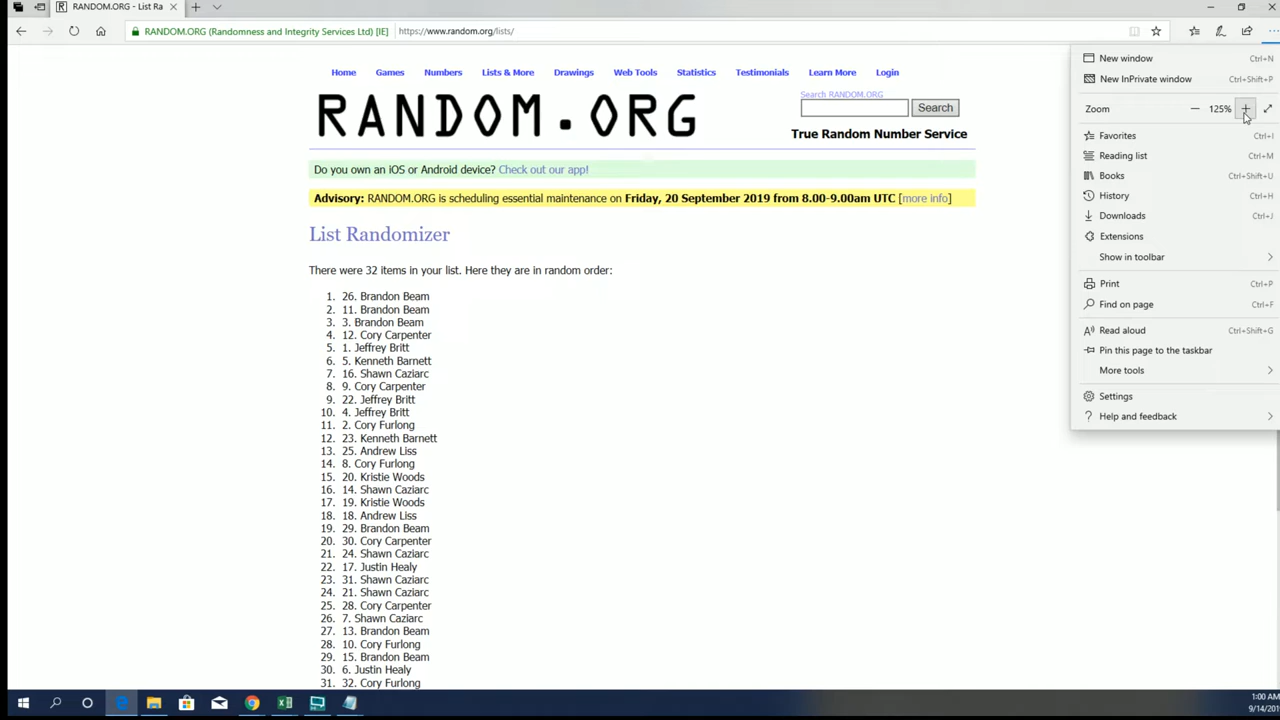 RANDOM.ORG - List Ra
RANDOM.ORG (Randomness and Integrity Services Ltd) [IE]
https://www.random.org/lists/
Home Games Numbers Lists & More Drawings Web Tools Statistics Testimonials Learn More Login
Search RANDOM.ORG
RANDOM.ORG
Search
True Random Number Service
Do you own an iOS or Android device? Check out our app!
Advisory: RANDOM.ORG is scheduling essential maintenance on Friday, 20 September 2019 from 8.00-9.00am UTC [more info]
List Randomizer
There were 32 items in your list. Here they are in random order:
1. 26. Brandon Beam
2. 11. Brandon Beam
3. 3. Brandon Beam
4. 12. Cory Carpenter
5. 1. Jeffrey Britt
6. 5. Kenneth Barnett
7. 16. Shawn Caziarc
8. 9. Cory Carpenter
9. 22. Jeffrey Britt
10. 4. Jeffrey Britt
11. 2. Cory Furlong
12. 23. Kenneth Barnett
13. 25. Andrew Liss
14. 8. Cory Furlong
15. 20. Kristie Woods
16. 14. Shawn Caziarc
17. 19. Kristie Woods
18. 18. Andrew Liss
19. 29. Brandon Beam
20. 30. Cory Carpenter
21. 24. Shawn Caziarc
22. 17. Justin Healy
23. 31. Shawn Caziarc
24. 21. Shawn Caziarc
25. 28. Cory Carpenter
26. 7. Shawn Caziarc
27. 13. Brandon Beam
28. 10. Cory Furlong
29. 15. Brandon Beam
30. 6. Justin Healy
31. 32. Cory Furlong
New window Ctrl+N
New InPrivate window Ctrl+Shift+P
Zoom 125%
Favorites Ctrl+I
Reading list Ctrl+M
Books Ctrl+Shift+U
History Ctrl+H
Downloads Ctrl+J
Extensions
Show in toolbar
Print Ctrl+P
Find on page Ctrl+F
Read aloud Ctrl+Shift+G
Pin this page to the taskbar
More tools
Settings
Help and feedback
1:00 AM
9/14/20